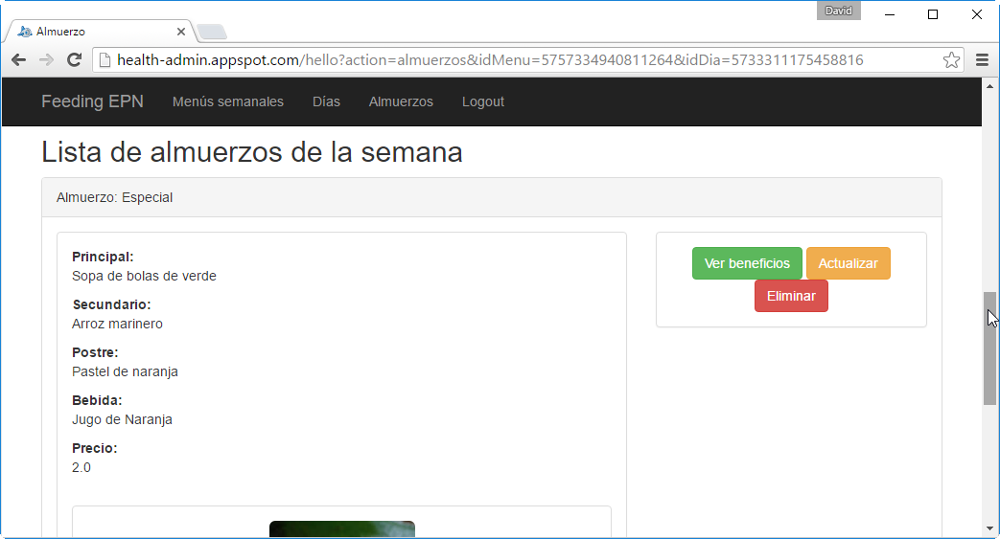 David
Almuerzo
health-admin.appspot.com/hello?action=almuerzos&idMenu=5757334940811264&idDia=5733311175458816
Feeding EPN Menús semanales Días Almuerzos Logout
Lista de almuerzos de la semana
Almuerzo: Especial
Principal:
Sopa de bolas de verde
Secundario:
Arroz marinero
Postre:
Pastel de naranja
Bebida:
Jugo de Naranja
Precio:
2.0
Ver beneficios Actualizar
Eliminar